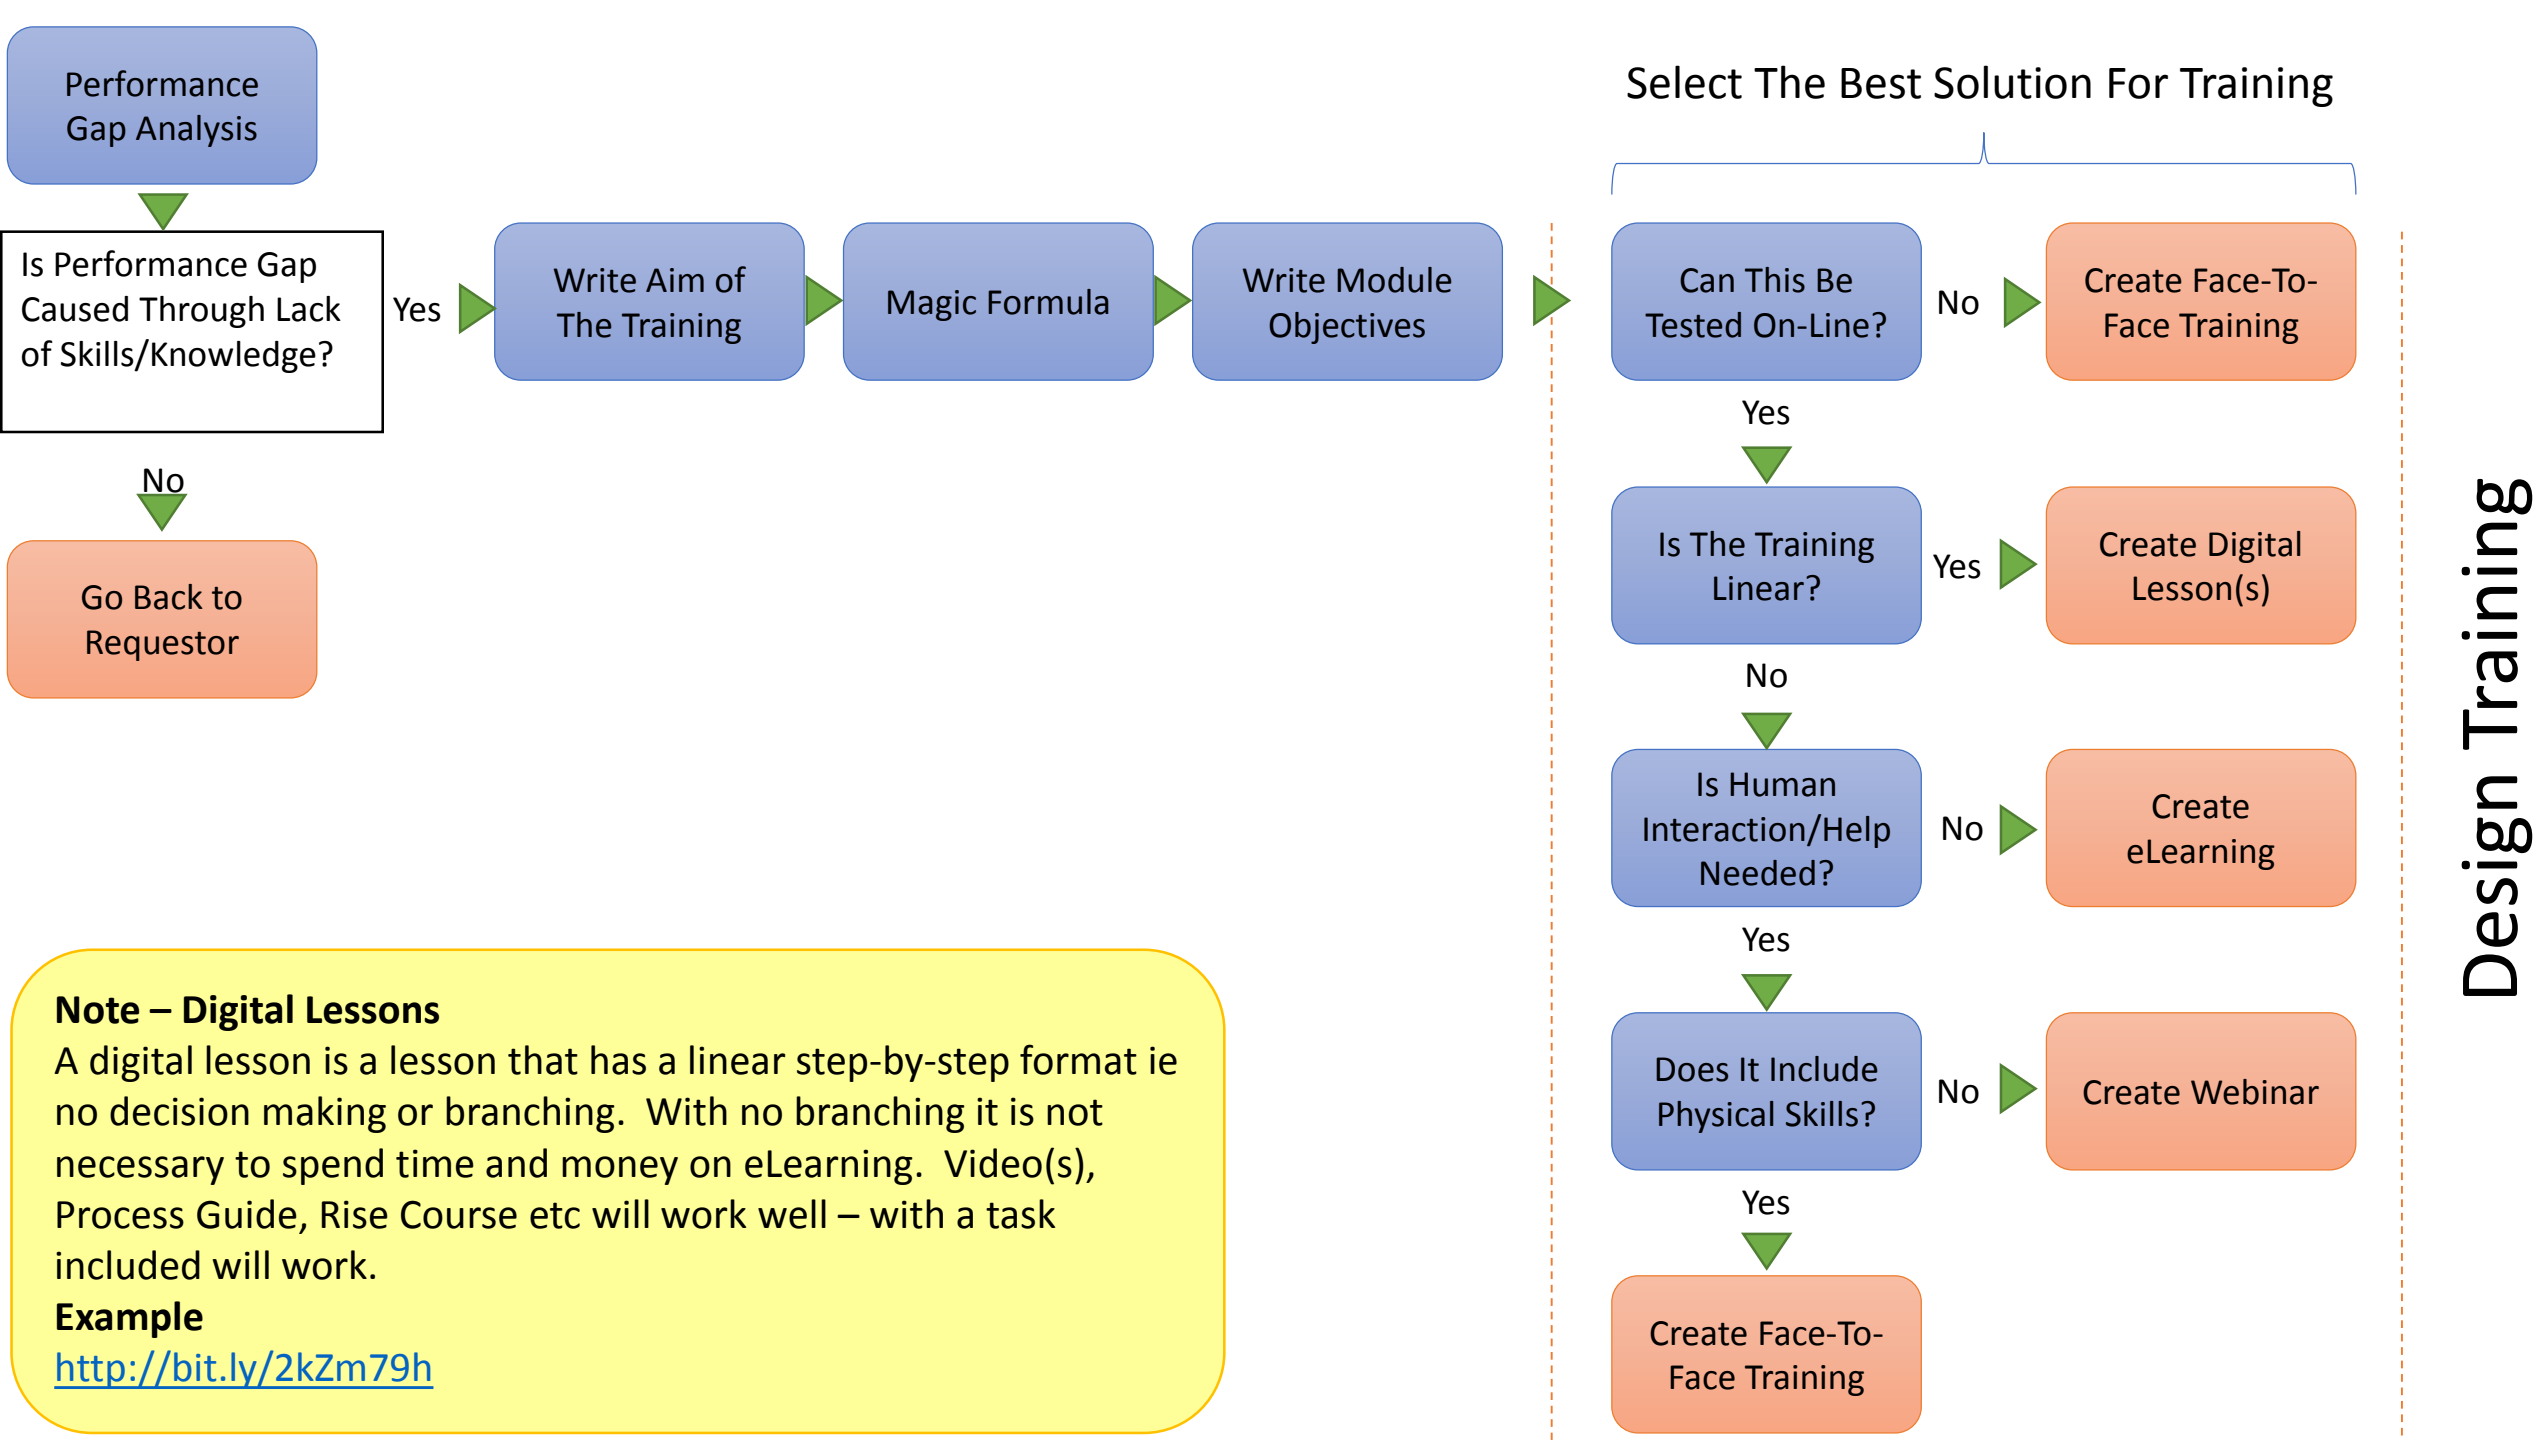 Performance
Gap Analysis
Is Performance Gap
Caused Through Lack
of Skills/Knowledge?
Yes
No
Go Back to
Requestor
Write Aim of
The Training
Magic Formula
Write Module
Objectives
Select The Best Solution For Training
Can This Be
Tested On-Line?
No
Create Face-To-
Face Training
Yes
Is The Training
Linear?
Yes
Create Digital
Lesson(s)
No
Is Human
Interaction/Help
Needed?
No
Create
eLearning
Yes
Does It Include
Physical Skills?
No
Create Webinar
Yes
Create Face-To-
Face Training
Design Training
Note – Digital Lessons
A digital lesson is a lesson that has a linear step-by-step format ie
no decision making or branching.  With no branching it is not
necessary to spend time and money on eLearning.  Video(s),
Process Guide, Rise Course etc will work well – with a task
included will work.
Example
http://bit.ly/2kZm79h